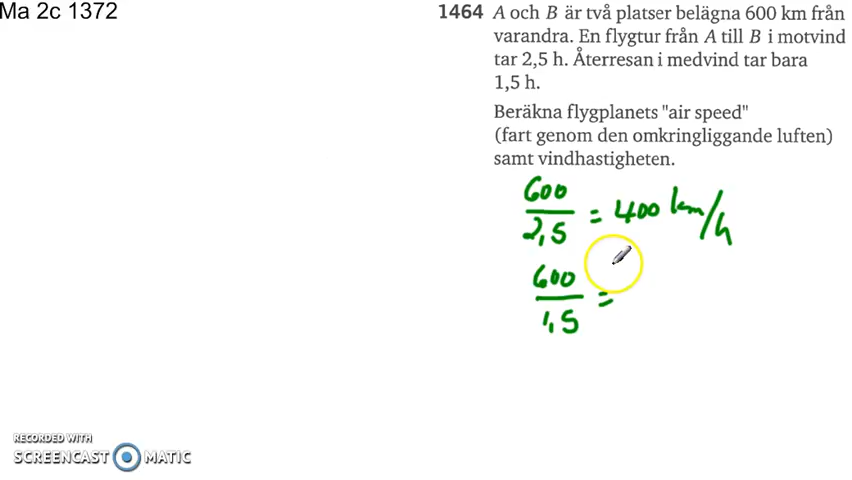 Ma 2c 1372
1464 A och B är två platser belägna 600 km från
varandra. En flygtur från A till B i motvind
tar 2,5 h. Återresan i medvind tar bara
1,5 h.
Beräkna flygplanets "air speed"
(fart genom den omkringliggande luften)
samt vindhastigheten.
600
2,5 = 400 km/h
600
1,5 =
RECORDED WITH
SCREENCAST MATIC